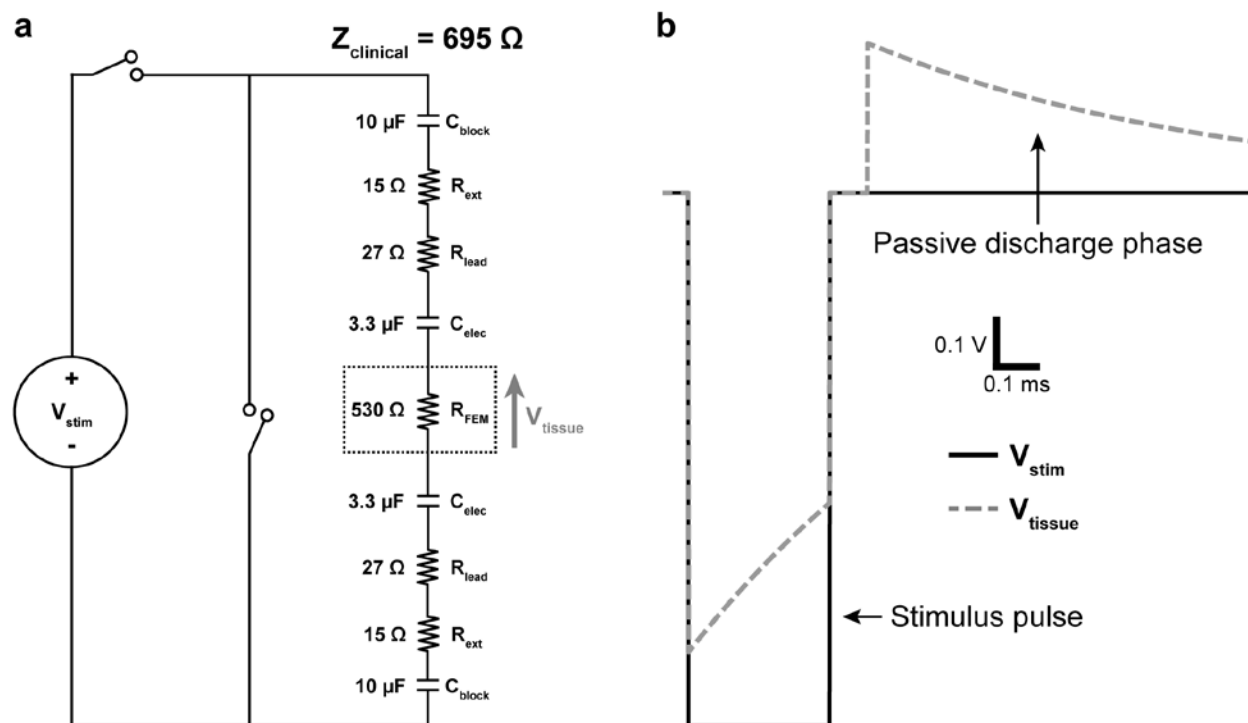 a
Z_clinical = 695 Ω
10 µF C_block
15 Ω R_ext
27 Ω R_lead
3.3 µF C_elec
+
V_stim
-
530 Ω R_FEM V_tissue
3.3 µF C_elec
27 Ω R_lead
15 Ω R_ext
10 µF C_block
b
Passive discharge phase
0.1 V
0.1 ms
V_stim
V_tissue
Stimulus pulse